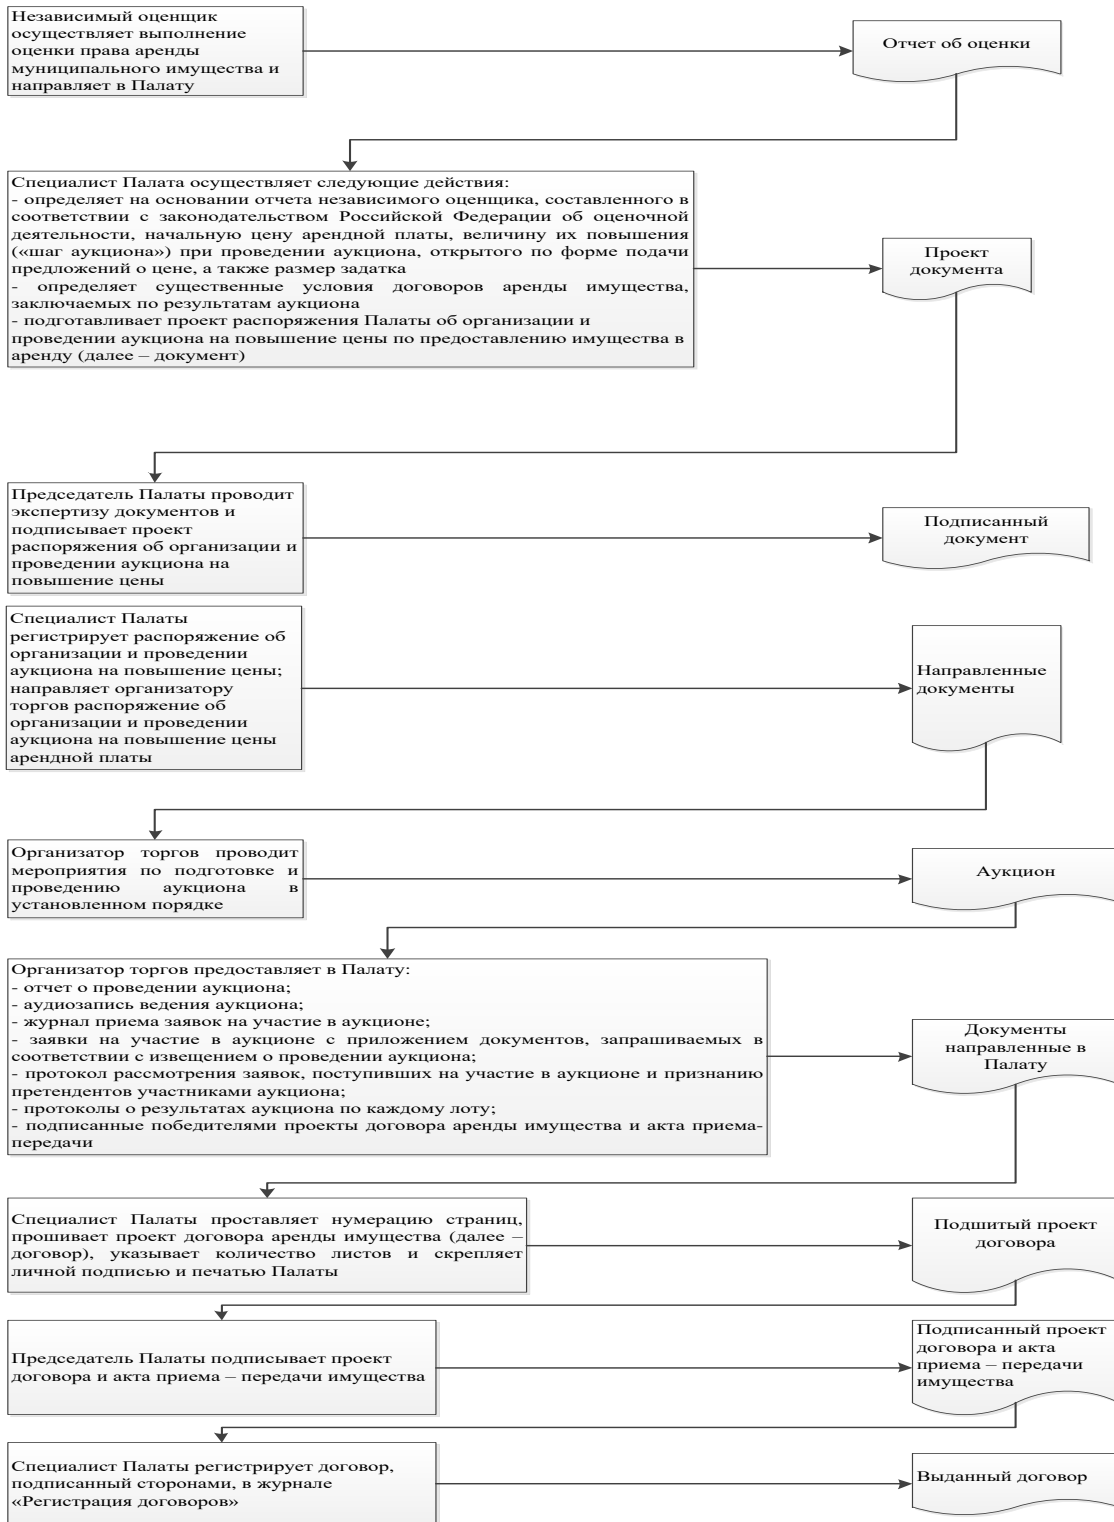 Независимый оценщик
осуществляет выполнение
оценки права аренды
муниципального имущества и
направляет в Палату
Отчет об оценки
Специалист Палата осуществляет следующие действия:
- определяет на основании отчета независимого оценщика, составленного в
соответствии с законодательством Российской Федерации об оценочной
деятельности, начальную цену арендной платы, величину их повышения
(«шаг аукциона») при проведении аукциона, открытого по форме подачи
предложений о цене, а также размер задатка
- определяет существенные условия договоров аренды имущества,
заключаемых по результатам аукциона
- подготавливает проект распоряжения Палаты об организации и
проведении аукциона на повышение цены по предоставлению имущества в
аренду (далее – документ)
Проект
документа
Председатель Палаты проводит
экспертизу документов и
подписывает проект
распоряжения об организации и
проведении аукциона на
повышение цены
Подписанный
документ
Специалист Палаты
регистрирует распоряжение об
организации и проведении
аукциона на повышение цены;
направляет организатору
торгов распоряжение об
организации и проведении
аукциона на повышение цены
арендной платы
Направленные
документы
Организатор торгов проводит
мероприятия по подготовке и
проведению аукциона в
установленном порядке
Аукцион
Организатор торгов предоставляет в Палату:
- отчет о проведении аукциона;
- аудиозапись ведения аукциона;
- журнал приема заявок на участие в аукционе;
- заявки на участие в аукционе с приложением документов, запрашиваемых в
соответствии с извещением о проведении аукциона;
- протокол рассмотрения заявок, поступивших на участие в аукционе и признанию
претендентов участниками аукциона;
- протоколы о результатах аукциона по каждому лоту;
- подписанные победителями проекты договора аренды имущества и акта приема-
передачи
Документы
направленные в
Палату
Специалист Палаты проставляет нумерацию страниц,
прошивает проект договора аренды имущества (далее –
договор), указывает количество листов и скрепляет
личной подписью и печатью Палаты
Подшитый проект
договора
Председатель Палаты подписывает проект
договора и акта приема – передачи имущества
Подписанный проект
договора и акта
приема – передачи
имущества
Специалист Палаты регистрирует договор,
подписанный сторонами, в журнале
«Регистрация договоров»
Выданный договор